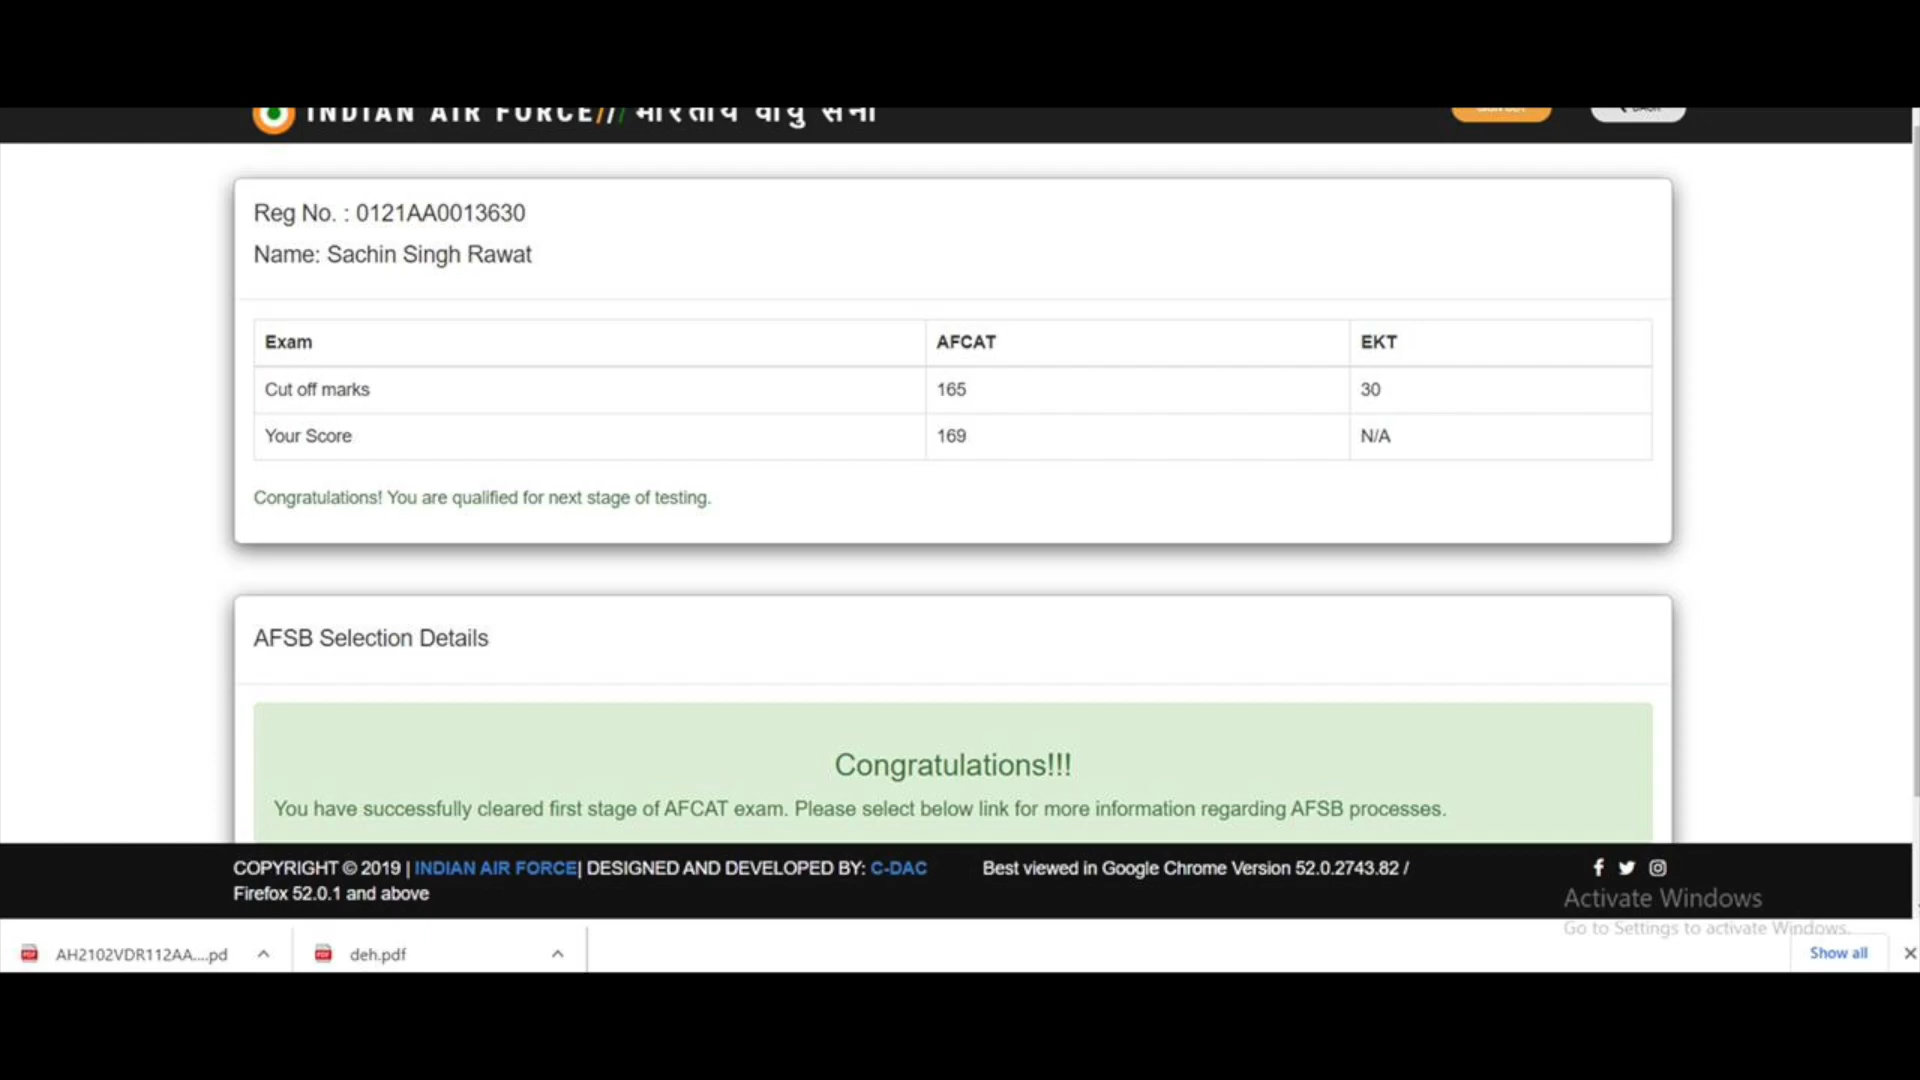 INDIAN AIR FORCE// भारतीय वायु सेना
Reg No. : 0121AA0013630
Name: Sachin Singh Rawat
Exam AFCAT EKT
Cut off marks 165 30
Your Score 169 N/A
Congratulations! You are qualified for next stage of testing.
AFSB Selection Details
Congratulations!!!
You have successfully cleared first stage of AFCAT exam. Please select below link for more information regarding AFSB processes.
COPYRIGHT © 2019 | INDIAN AIR FORCE| DESIGNED AND DEVELOPED BY: C-DAC Best viewed in Google Chrome Version 52.0.2743.82 /
Firefox 52.0.1 and above
Activate Windows
Go to Settings to activate Windows.
AH2102VDR112AA....pd deh.pdf Show all